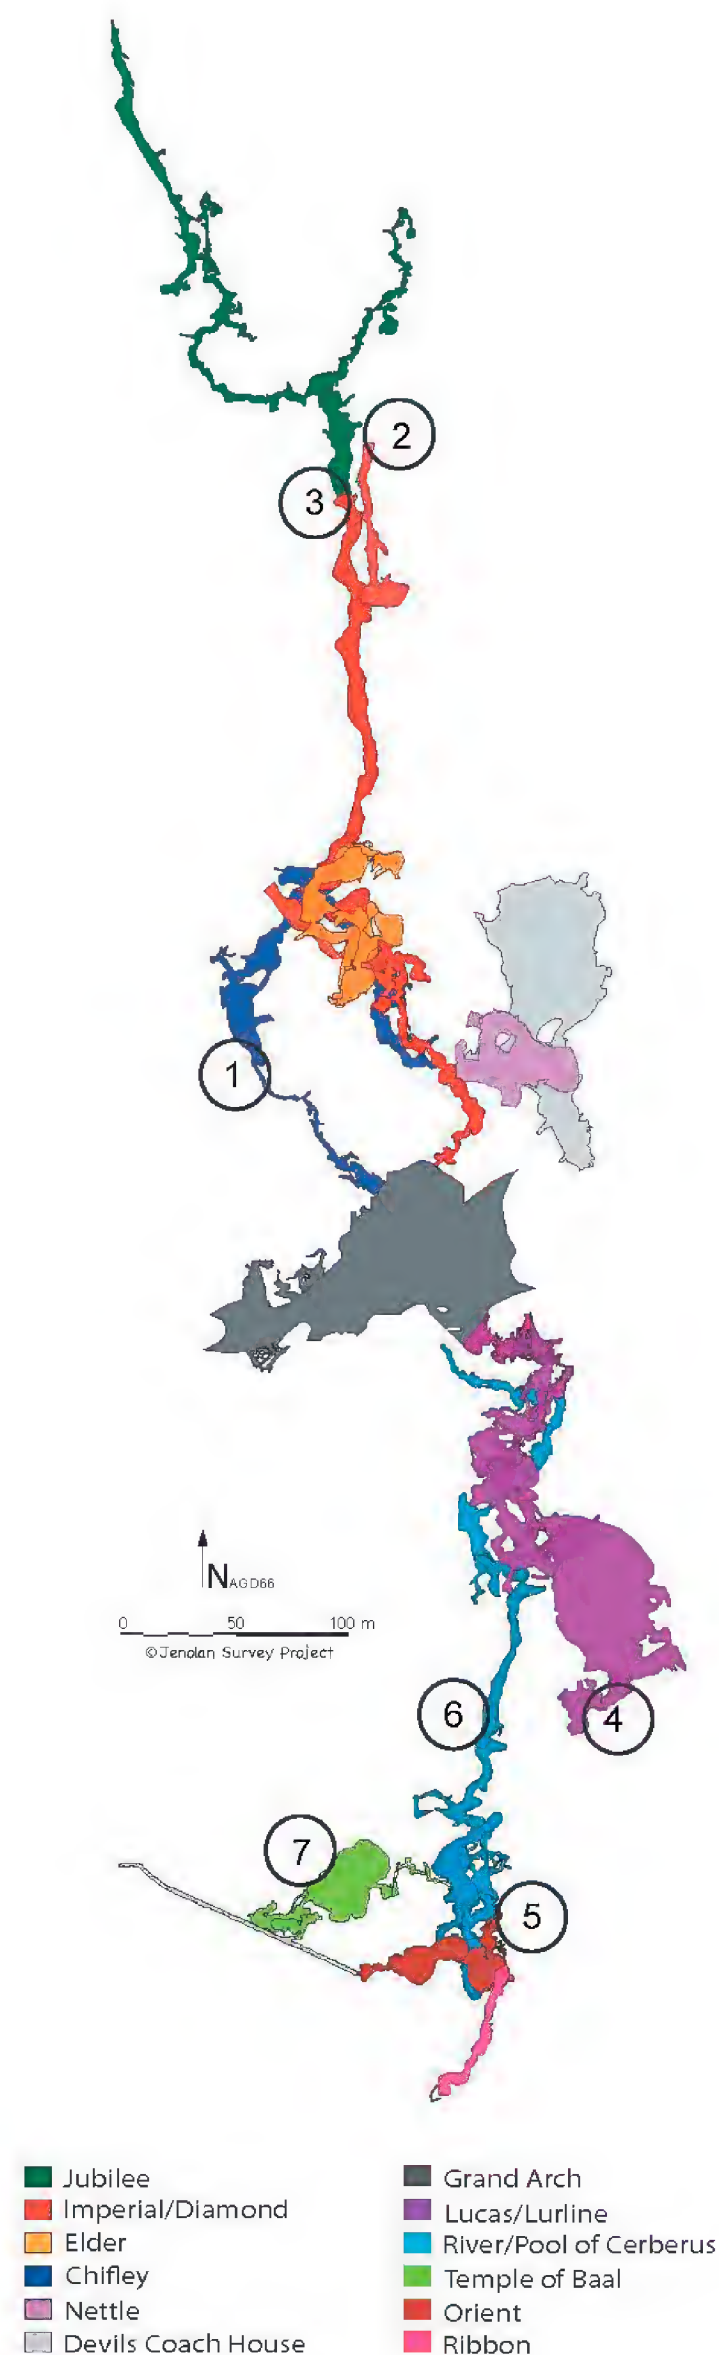 2
3
1
NAGD66
0 50 100 m
©Jenolan Survey Project
6
4
7
5
Jubilee
Imperial/Diamond
Elder
Chifley
Nettle
Devils Coach House
Grand Arch
Lucas/Lurline
River/Pool of Cerberus
Temple of Baal
Orient
Ribbon